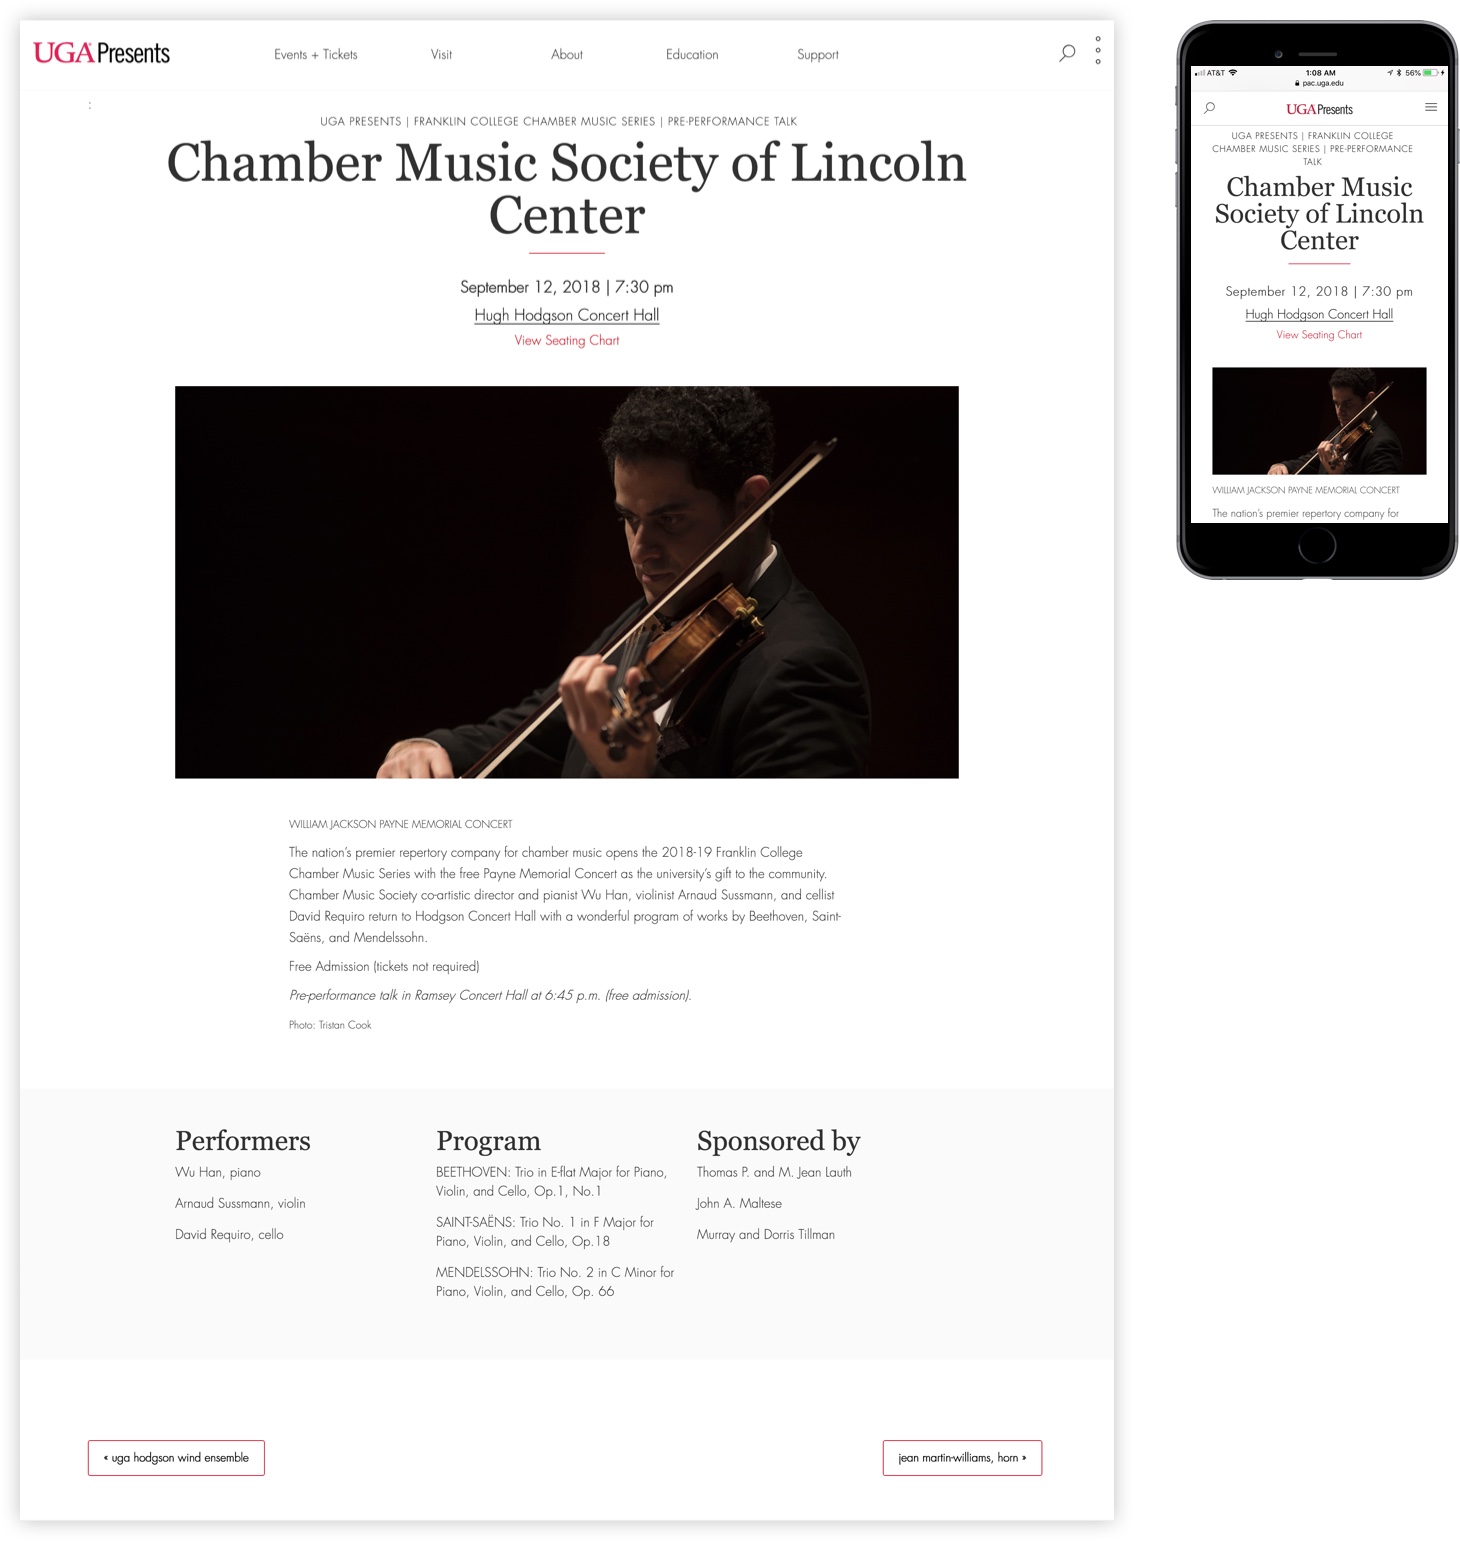 UGA Presents
Events + Tickets
Visit
About
Education
Support
:
UGA PRESENTS | FRANKLIN COLLEGE CHAMBER MUSIC SERIES | PRE-PERFORMANCE TALK
Chamber Music Society of Lincoln
Center
September 12, 2018 | 7:30 pm
Hugh Hodgson Concert Hall
View Seating Chart
WILLIAM JACKSON PAYNE MEMORIAL CONCERT
The nation’s premier repertory company for chamber music opens the 2018-19 Franklin College
Chamber Music Series with the free Payne Memorial Concert as the university’s gift to the community.
Chamber Music Society co-artistic director and pianist Wu Han, violinist Arnaud Sussmann, and cellist
David Requiro return to Hodgson Concert Hall with a wonderful program of works by Beethoven, Saint-
Saëns, and Mendelssohn.
Free Admission (tickets not required)
Pre-performance talk in Ramsey Concert Hall at 6:45 p.m. (free admission).
Photo: Tristan Cook
Performers
Wu Han, piano
Arnaud Sussmann, violin
David Requiro, cello
Program
BEETHOVEN: Trio in E-flat Major for Piano,
Violin, and Cello, Op.1, No.1
SAINT-SAËNS: Trio No. 1 in F Major for
Piano, Violin, and Cello, Op.18
MENDELSSOHN: Trio No. 2 in C Minor for
Piano, Violin, and Cello, Op. 66
Sponsored by
Thomas P. and M. Jean Lauth
John A. Maltese
Murray and Dorris Tillman
« uga hodgson wind ensemble
jean martin-williams, horn »
AT&T
1:08 AM
56%
pac.uga.edu
UGA Presents
UGA PRESENTS | FRANKLIN COLLEGE
CHAMBER MUSIC SERIES | PRE-PERFORMANCE
TALK
Chamber Music
Society of Lincoln
Center
September 12, 2018 | 7:30 pm
Hugh Hodgson Concert Hall
View Seating Chart
WILLIAM JACKSON PAYNE MEMORIAL CONCERT
The nation’s premier repertory company for